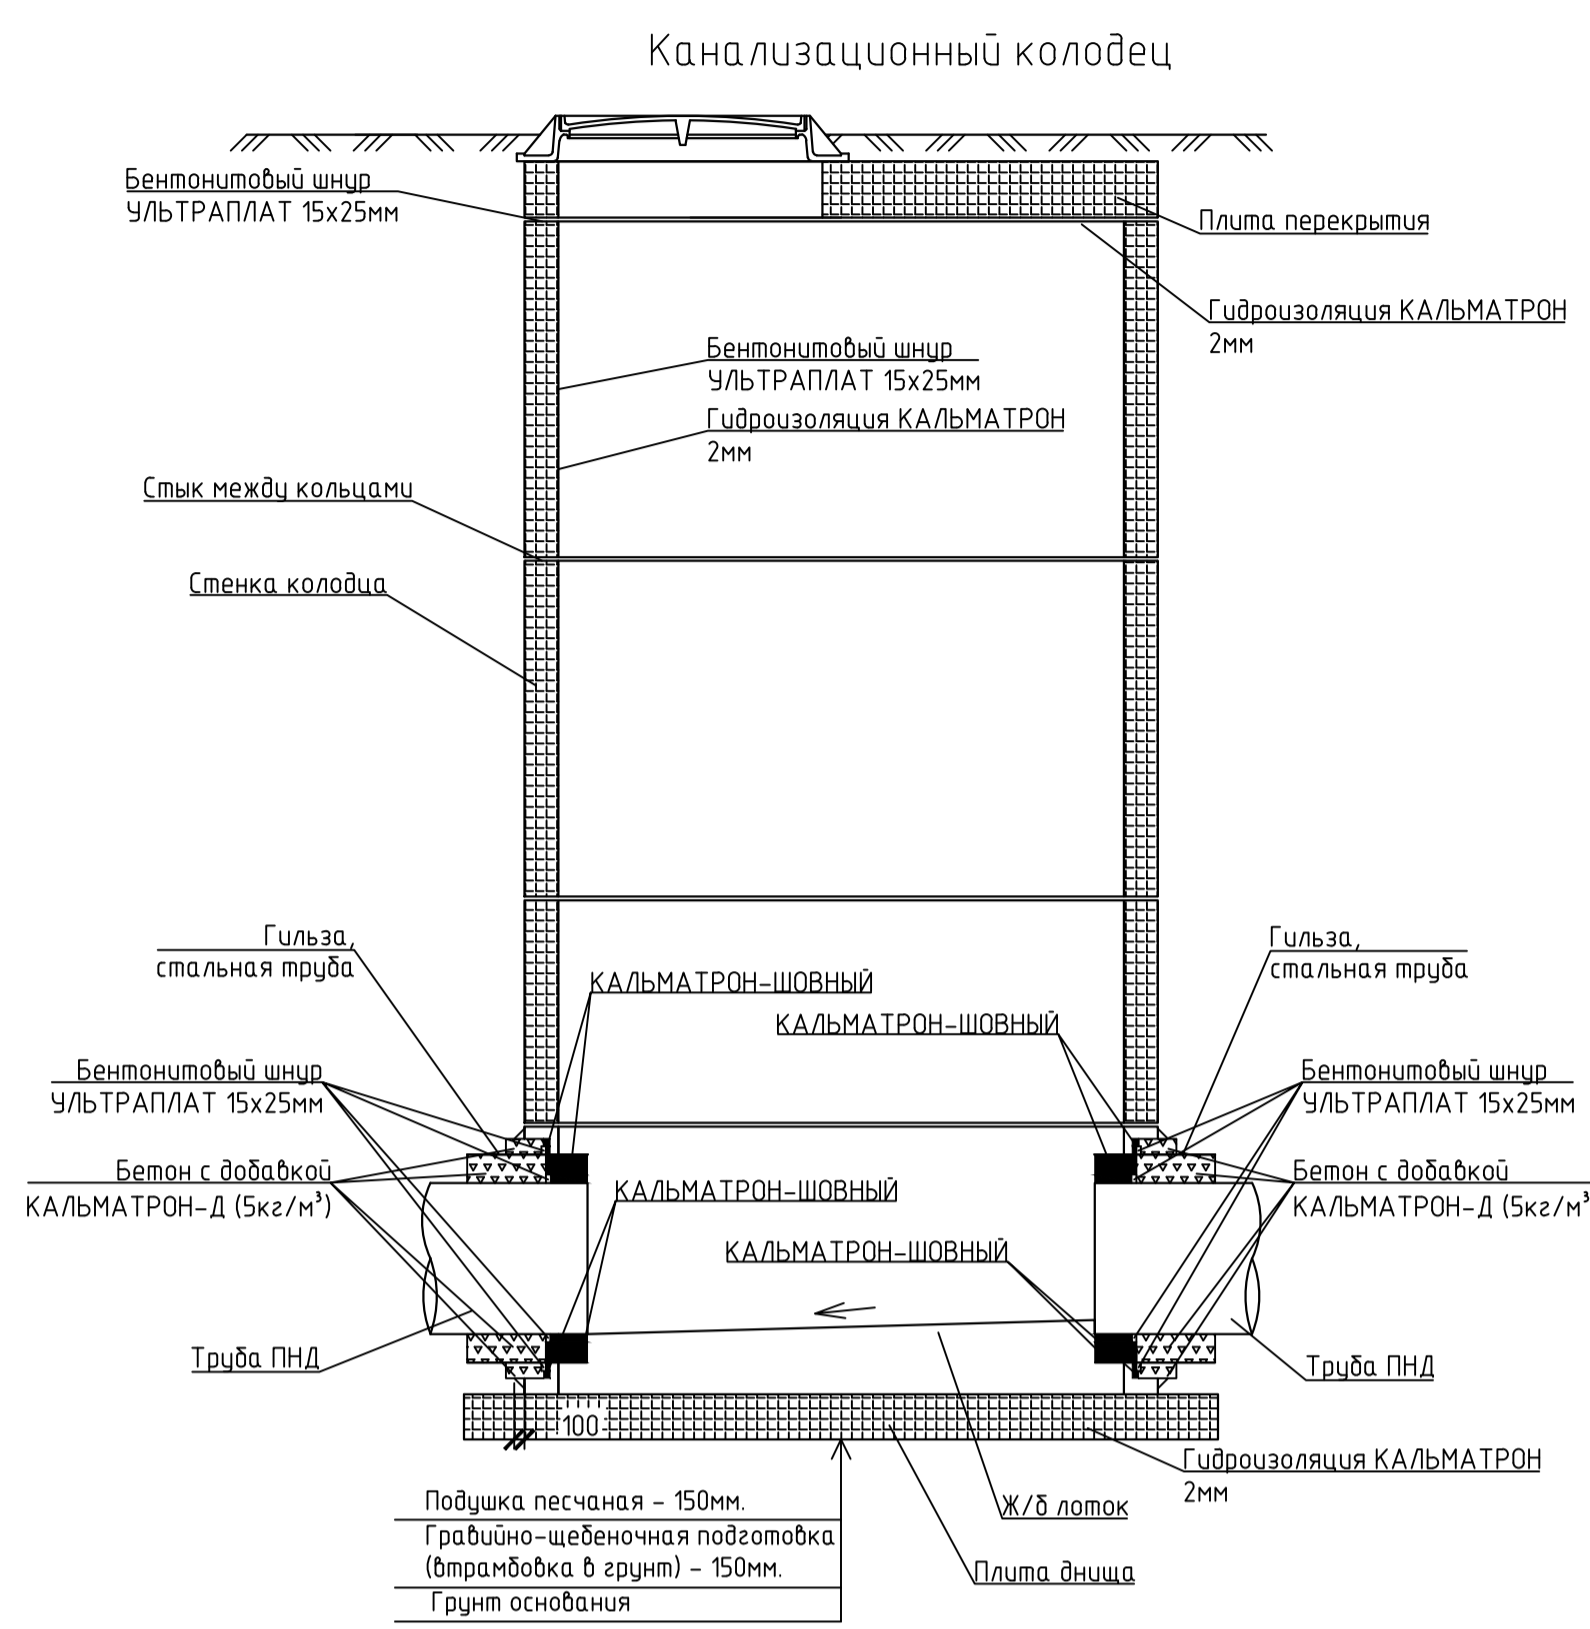 Канализационный колодец
Бентонитовый шнур
УЛЬТРАПЛАТ 15х25мм
Плита перекрытия
Гидроизоляция КАЛЬМАТРОН
2мм
Бентонитовый шнур
УЛЬТРАПЛАТ 15х25мм
Гидроизоляция КАЛЬМАТРОН
2мм
Стык между кольцами
Стенка колодца
Гильза,
стальная труба
Гильза,
стальная труба
КАЛЬМАТРОН-ШОВНЫЙ
КАЛЬМАТРОН-ШОВНЫЙ
Бентонитовый шнур
УЛЬТРАПЛАТ 15х25мм
Бентонитовый шнур
УЛЬТРАПЛАТ 15х25мм
Бетон с добавкой
КАЛЬМАТРОН-Д (5кг/м³)
КАЛЬМАТРОН-ШОВНЫЙ
Бетон с добавкой
КАЛЬМАТРОН-Д (5кг/м³
КАЛЬМАТРОН-ШОВНЫЙ
Труба ПНД
Труба ПНД
100
Гидроизоляция КАЛЬМАТРОН
2мм
Подушка песчаная - 150мм.
Гравийно-щебеночная подготовка
(втрамбовка в грунт) - 150мм.
Грунт основания
Ж/б лоток
Плита днища